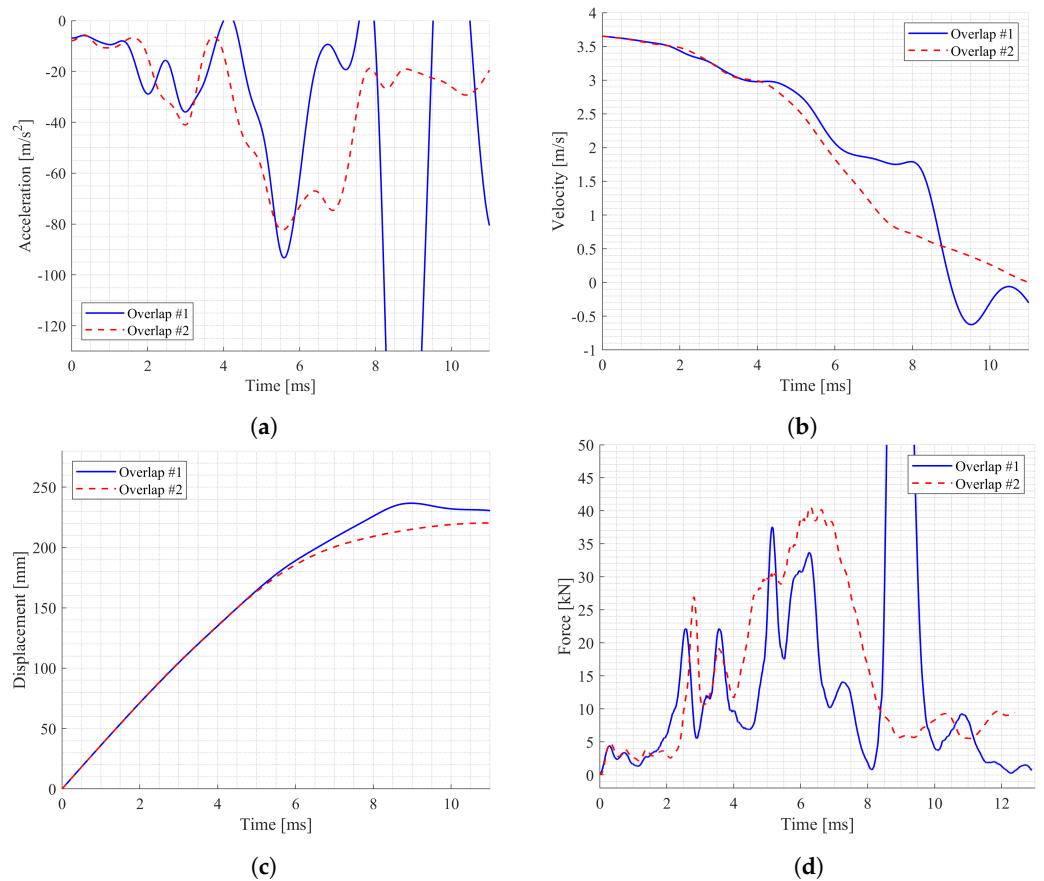 0
-20
-40
-60
-80
-100
-120
Acceleration [m/s²]
Overlap #1
Overlap #2
0 2 4 6 8 10
Time [ms]
(a)
4
3.5
3
2.5
2
1.5
1
0.5
0
-0.5
-1
Velocity [m/s]
Overlap #1
Overlap #2
0 2 4 6 8 10
Time [ms]
(b)
250
200
150
100
50
0
Displacement [mm]
Overlap #1
Overlap #2
0 2 4 6 8 10
Time [ms]
(c)
50
45
40
35
30
25
20
15
10
5
0
Force [kN]
Overlap #1
Overlap #2
0 2 4 6 8 10 12
Time [ms]
(d)